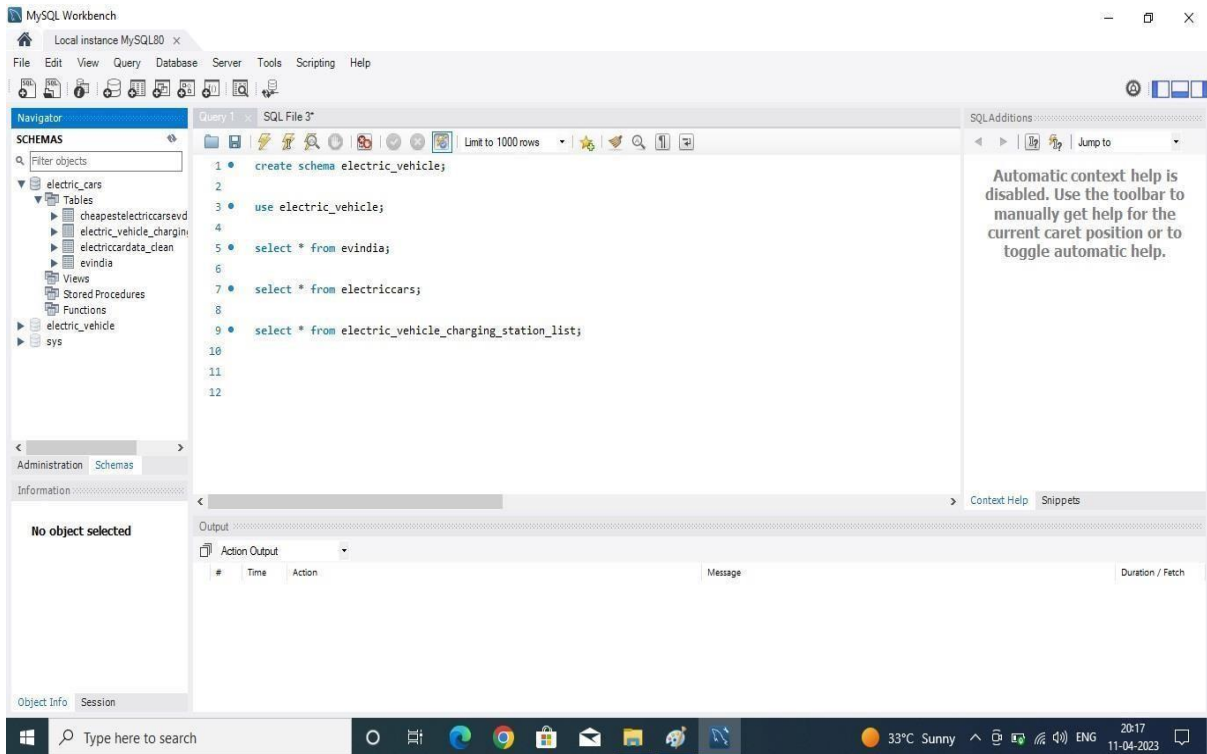 MySQL Workbench
Local instance MySQL80 ×
File Edit View Query Database Server Tools Scripting Help
Navigator
SCHEMAS
Filter objects
electric_cars
Tables
cheapestelectriccarsevd
electric_vehicle_charging
electriccardata_clean
evindia
Views
Stored Procedures
Functions
electric_vehicle
sys
Administration Schemas
Information
No object selected
Object Info Session
Query 1 × SQL File 3*
Limit to 1000 rows
1 create schema electric_vehicle;
2
3 use electric_vehicle;
4
5 select * from evindia;
6
7 select * from electriccars;
8
9 select * from electric_vehicle_charging_station_list;
10
11
12
SQLAdditions
Jump to
Automatic context help is
disabled. Use the toolbar to
manually get help for the
current caret position or to
toggle automatic help.
Context Help Snippets
Output
Action Output
# Time Action Message Duration / Fetch
Type here to search
33°C Sunny ENG
20:17
11-04-2023